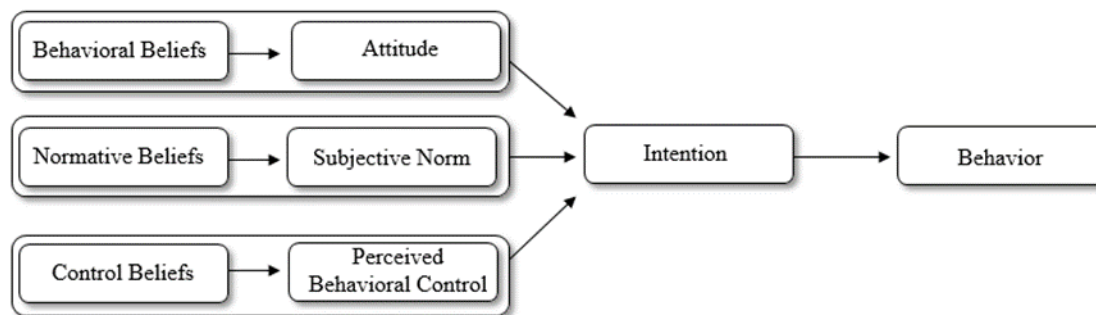 Behavioral Beliefs
Attitude
Normative Beliefs
Subjective Norm
Intention
Behavior
Control Beliefs
Perceived
Behavioral Control